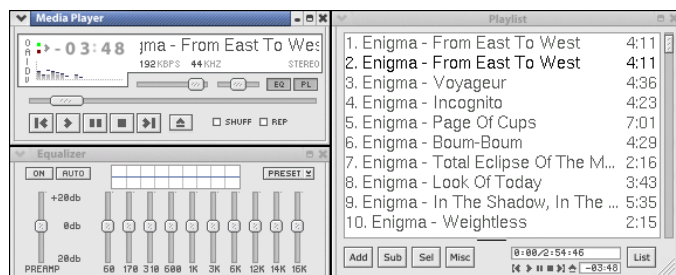 Media Player
O
A
I
D
V
-03:48
gma - From East To Wes
192 KBPS 44 KHZ STEREO
EQ PL
SHUFF REP
Equalizer
ON AUTO PRESET
+20db
0db
20db
PREAMP 60 170 310 600 1K 3K 6K 12K 14K 16K
Playlist
1. Enigma - From East To West 4:11
2. Enigma - From East To West 4:11
3. Enigma - Voyageur 4:36
4. Enigma - Incognito 4:23
5. Enigma - Page Of Cups 7:01
6. Enigma - Boum-Boum 4:29
7. Enigma - Total Eclipse Of The M... 2:16
8. Enigma - Look Of Today 3:43
9. Enigma - In The Shadow, In The ... 5:35
10. Enigma - Weightless 2:15
Add Sub Sel Misc 0:00/2:54:46 List
-03:48